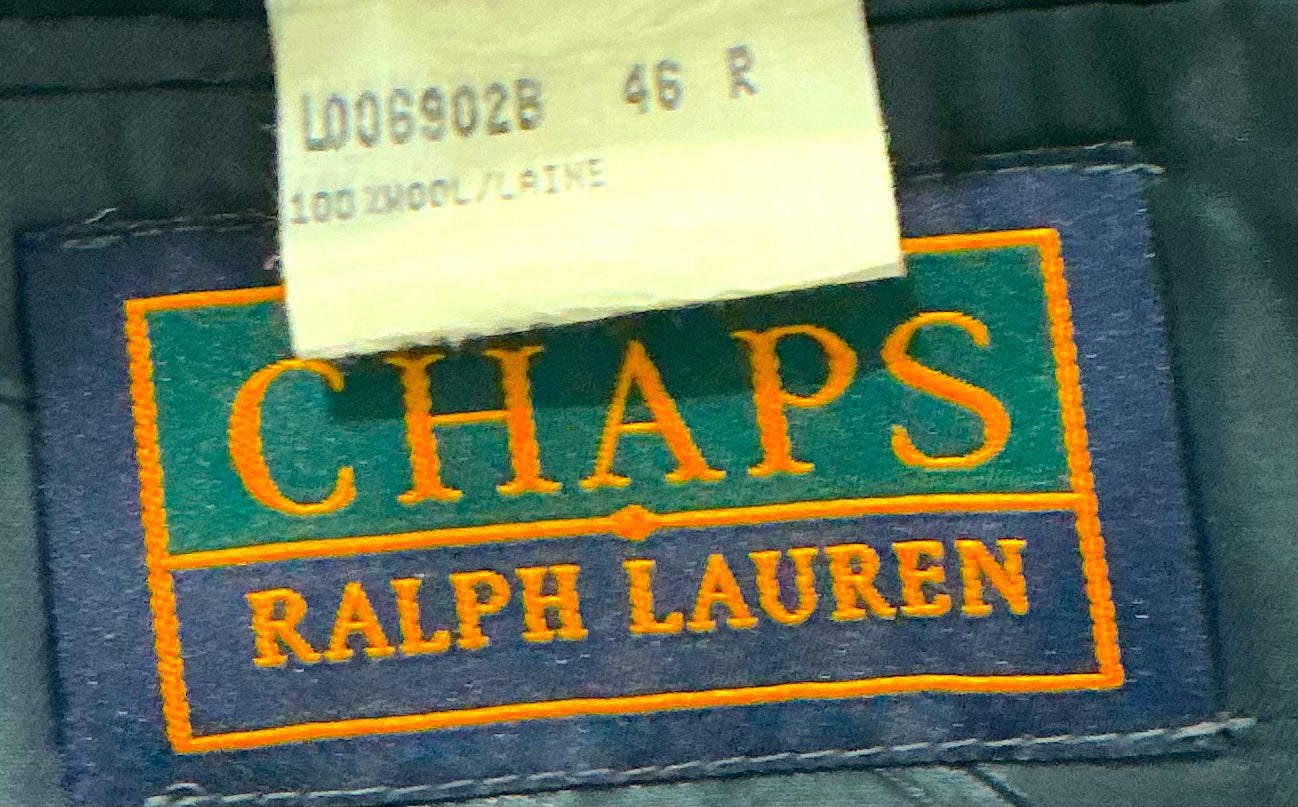 L006902B 46 R
100%WOOL/LAINE
CHAPS
RALPH LAUREN